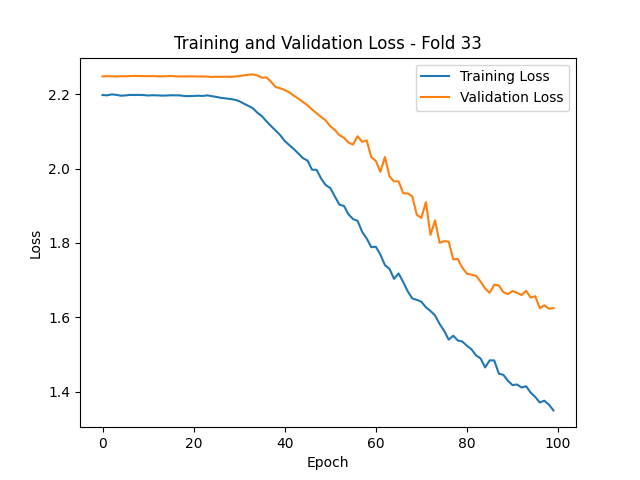 Training and Validation Loss - Fold 33
Training Loss
Validation Loss
2.2
2.0
1.8
1.6
1.4
Loss
0
20
40
60
80
100
Epoch